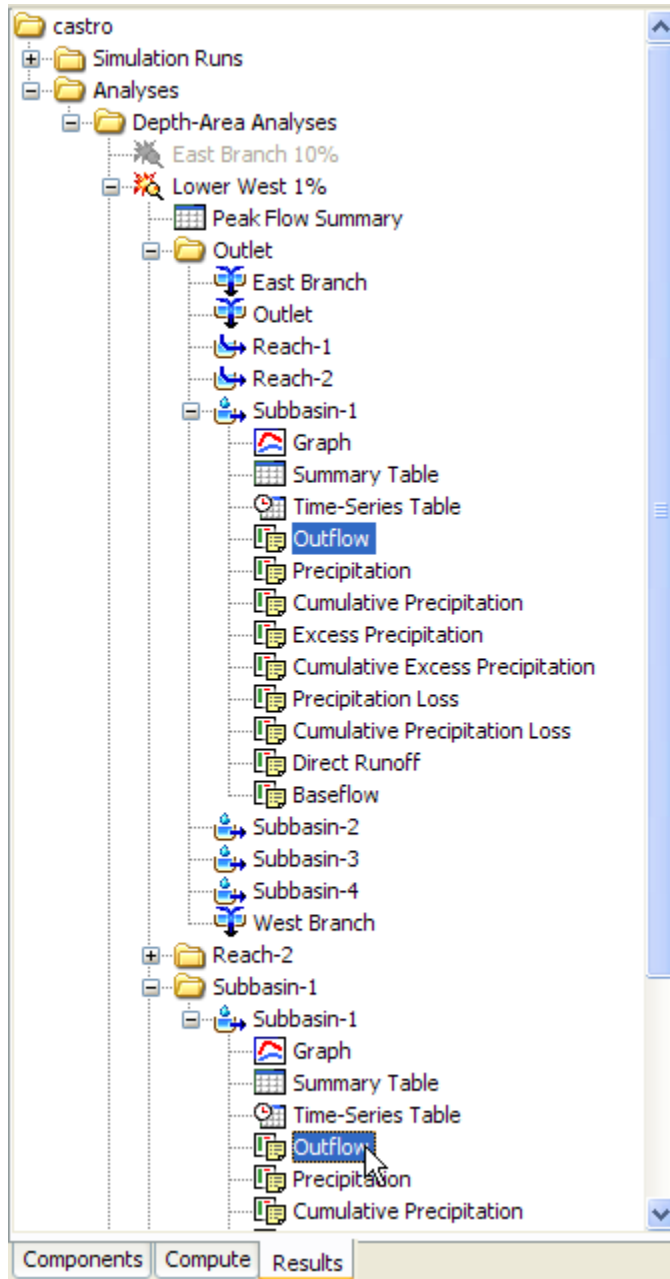 castro
Simulation Runs
Analyses
Depth-Area Analyses
East Branch 10%
Lower West 1%
Peak Flow Summary
Outlet
East Branch
Outlet
Reach-1
Reach-2
Subbasin-1
Graph
Summary Table
Time-Series Table
Outflow
Precipitation
Cumulative Precipitation
Excess Precipitation
Cumulative Excess Precipitation
Precipitation Loss
Cumulative Precipitation Loss
Direct Runoff
Baseflow
Subbasin-2
Subbasin-3
Subbasin-4
West Branch
Reach-2
Subbasin-1
Subbasin-1
Graph
Summary Table
Time-Series Table
Outflow
Precipitation
Cumulative Precipitation
Components Compute Results